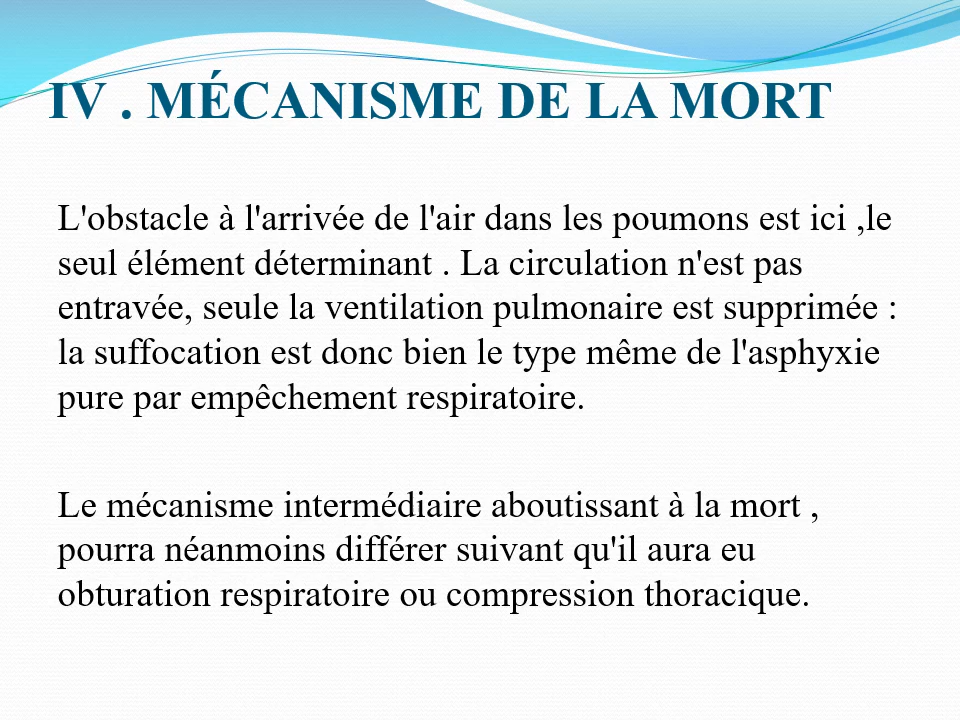 IV . MÉCANISME DE LA MORT
L'obstacle à l'arrivée de l'air dans les poumons est ici ,le
seul élément déterminant . La circulation n'est pas
entravée, seule la ventilation pulmonaire est supprimée :
la suffocation est donc bien le type même de l'asphyxie
pure par empêchement respiratoire.
Le mécanisme intermédiaire aboutissant à la mort ,
pourra néanmoins différer suivant qu'il aura eu
obturation respiratoire ou compression thoracique.